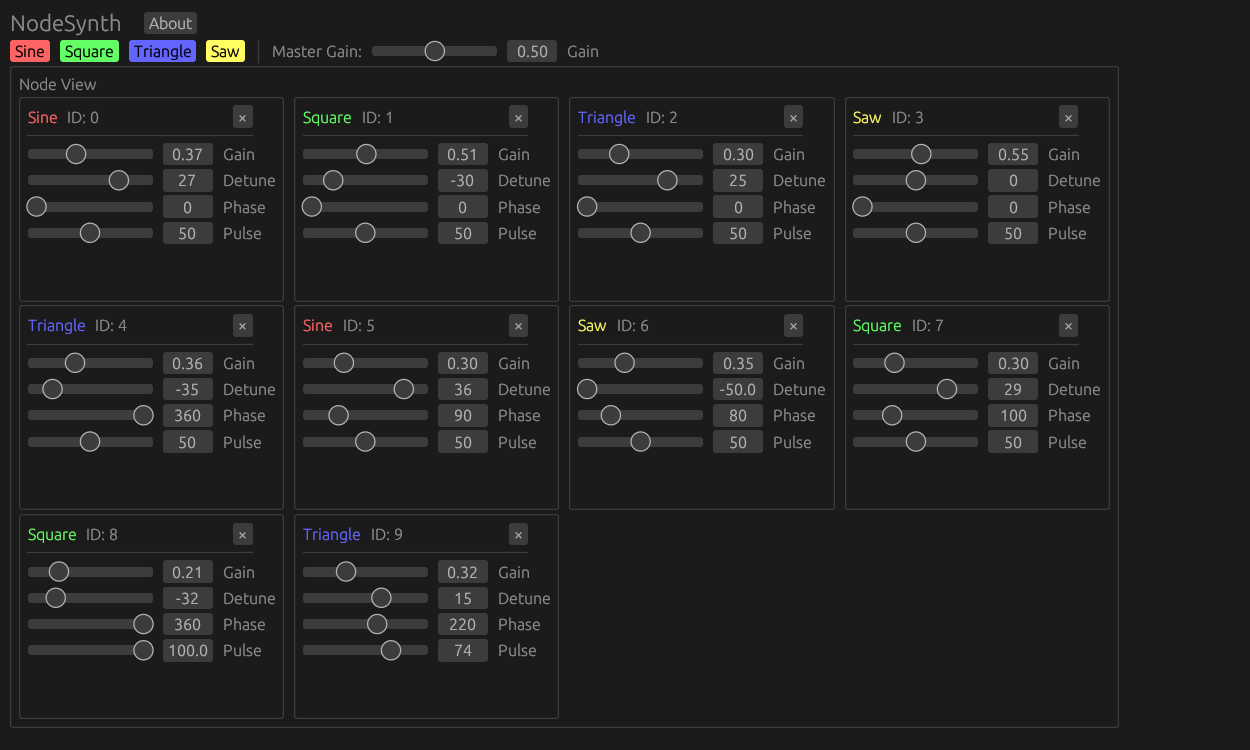 NodeSynth About
Sine Square Triangle Saw Master Gain: 0.50 Gain
Node View
Sine ID: 0 ×
0.37 Gain
27 Detune
0 Phase
50 Pulse
Square ID: 1 ×
0.51 Gain
-30 Detune
0 Phase
50 Pulse
Triangle ID: 2 ×
0.30 Gain
25 Detune
0 Phase
50 Pulse
Saw ID: 3 ×
0.55 Gain
0 Detune
0 Phase
50 Pulse
Triangle ID: 4 ×
0.36 Gain
-35 Detune
360 Phase
50 Pulse
Sine ID: 5 ×
0.30 Gain
36 Detune
90 Phase
50 Pulse
Saw ID: 6 ×
0.35 Gain
-50.0 Detune
80 Phase
50 Pulse
Square ID: 7 ×
0.30 Gain
29 Detune
100 Phase
50 Pulse
Square ID: 8 ×
0.21 Gain
-32 Detune
360 Phase
100.0 Pulse
Triangle ID: 9 ×
0.32 Gain
15 Detune
220 Phase
74 Pulse